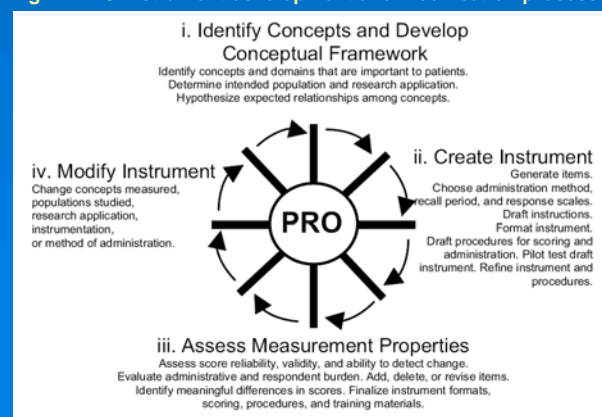 i. Identify Concepts and Develop
Conceptual Framework
Identify concepts and domains that are important to patients.
Determine intended population and research application.
Hypothesize expected relationships among concepts.
ii. Create Instrument
Generate items.
Choose administration method,
recall period, and response scales.
Draft instructions.
Format instrument.
Draft procedures for scoring and
administration. Pilot test draft
instrument. Refine instrument and
procedures.
iv. Modify Instrument
Change concepts measured,
populations studied,
research application,
instrumentation,
or method of administration.
PRO
iii. Assess Measurement Properties
Assess score reliability, validity, and ability to detect change.
Evaluate administrative and respondent burden. Add, delete, or revise items.
Identify meaningful differences in scores. Finalize instrument formats,
scoring, procedures, and training materials.